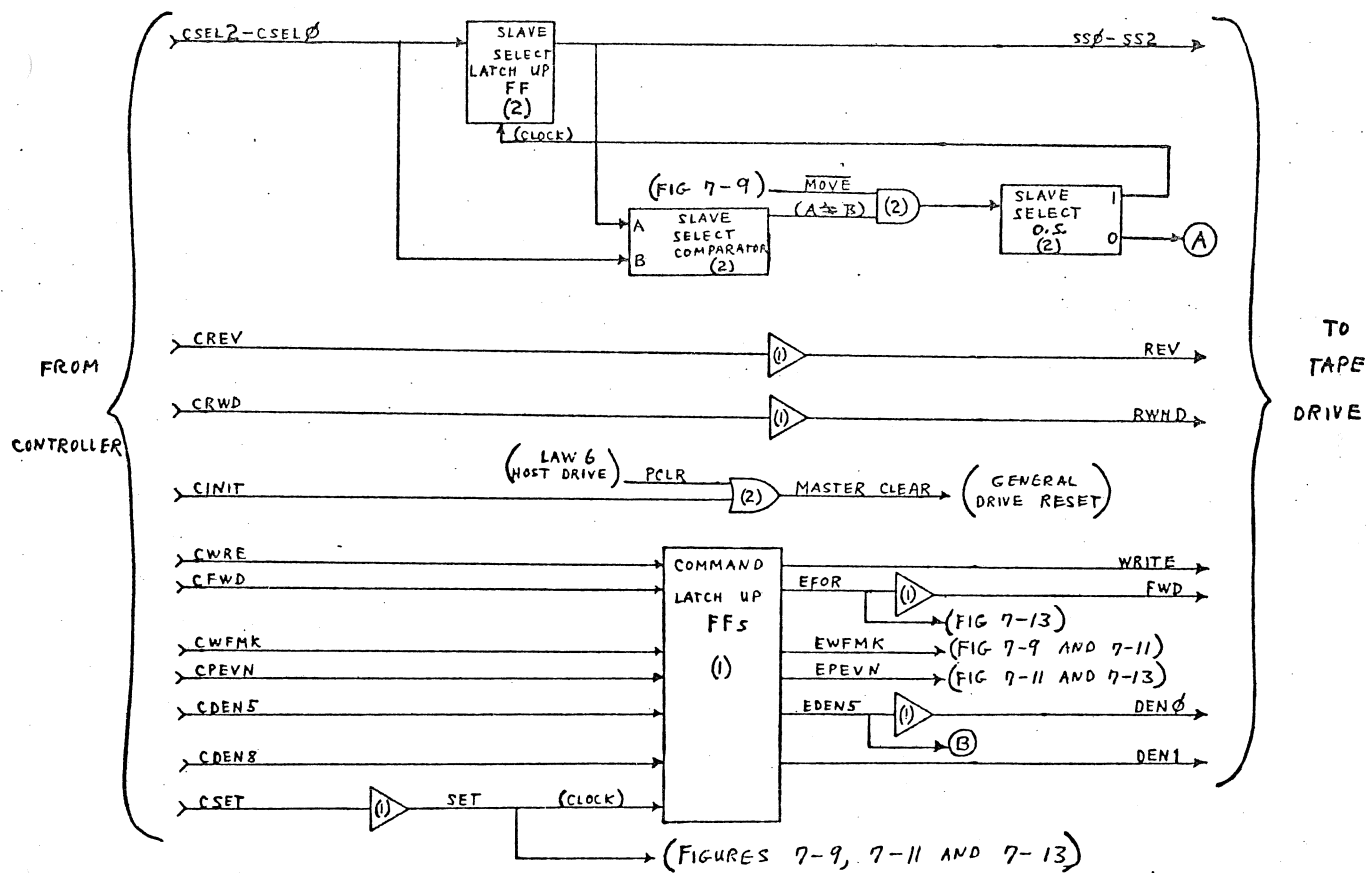 CSEL2-CSELØ
SLAVE
SELECT
LATCH UP
FF
(2)
SSØ-SS2
(CLOCK)
(FIG 7-9)
MOVE
(A≠B)
(2)
A
B
SLAVE
SELECT
COMPARATOR
(2)
SLAVE
SELECT
O.S.
(2)
1
0
A
FROM
CONTROLLER
TO
TAPE
DRIVE
CREV
(1)
REV
CRWD
(1)
RWND
CINIT
(LAW 6
HOST DRIVE)
PCLR
(2)
MASTER CLEAR
(GENERAL
DRIVE RESET)
CWRE
CFWD
CWFMK
CPEVN
CDEN5
CDEN8
CSET
(1)
SET
(CLOCK)
COMMAND
LATCH UP
FFs
(1)
WRITE
EFOR
(1)
FWD
(FIG 7-13)
EWFMK
(FIG 7-9 AND 7-11)
EPEVN
(FIG 7-11 AND 7-13)
EDEN5
(1)
DENØ
B
DEN1
(FIGURES 7-9, 7-11 AND 7-13)